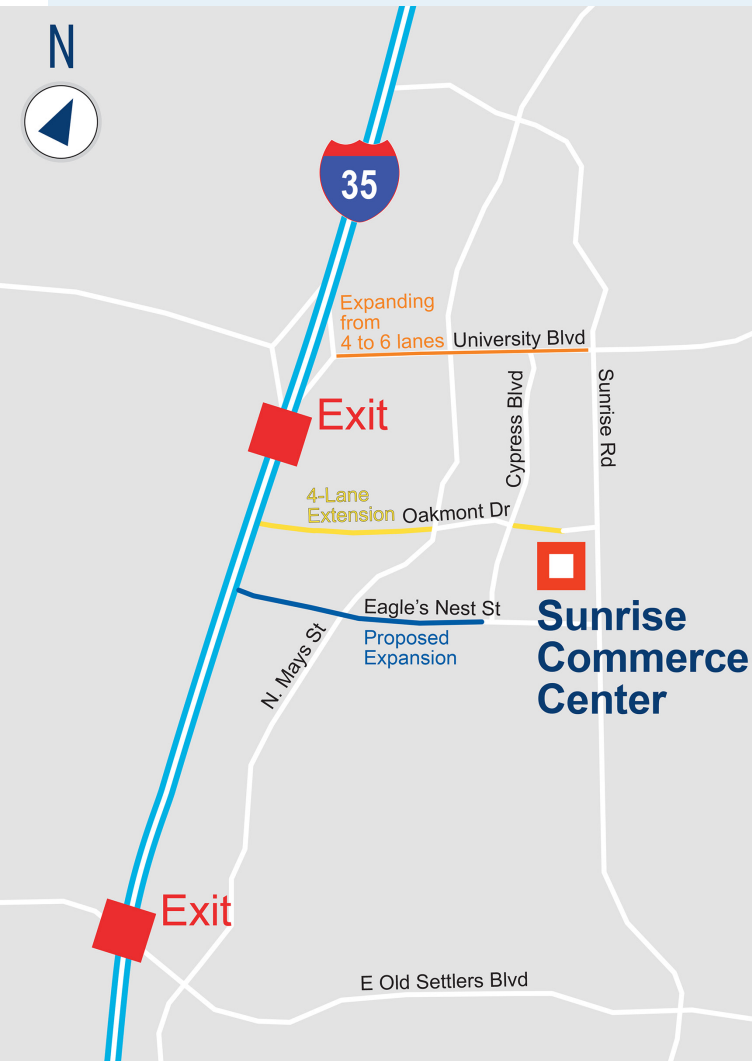 N
35
Expanding
from
4 to 6 lanes
University Blvd
Cypress Blvd
Sunrise Rd
Exit
4-Lane
Extension
Oakmont Dr
Eagle's Nest St
Proposed
Expansion
N. Mays St
Sunrise
Commerce
Center
Exit
E Old Settlers Blvd